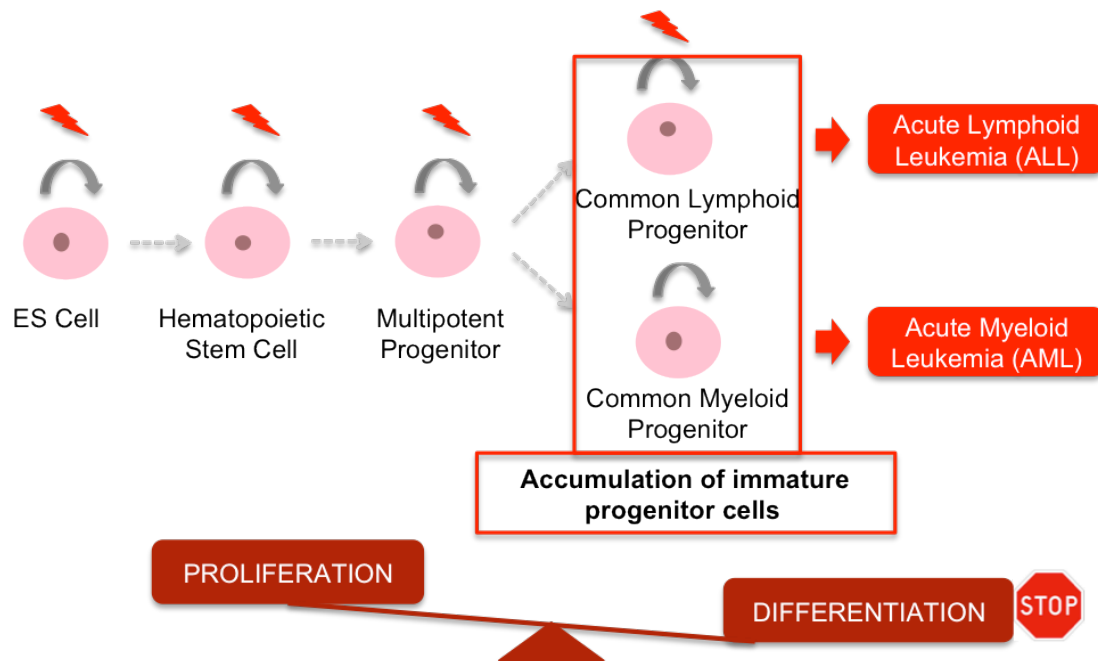 Acute Lymphoid
Leukemia (ALL)
Common Lymphoid
Progenitor
ES Cell
Hematopoietic
Stem Cell
Multipotent
Progenitor
Acute Myeloid
Leukemia (AML)
Common Myeloid
Progenitor
Accumulation of immature
progenitor cells
PROLIFERATION
DIFFERENTIATION
STOP